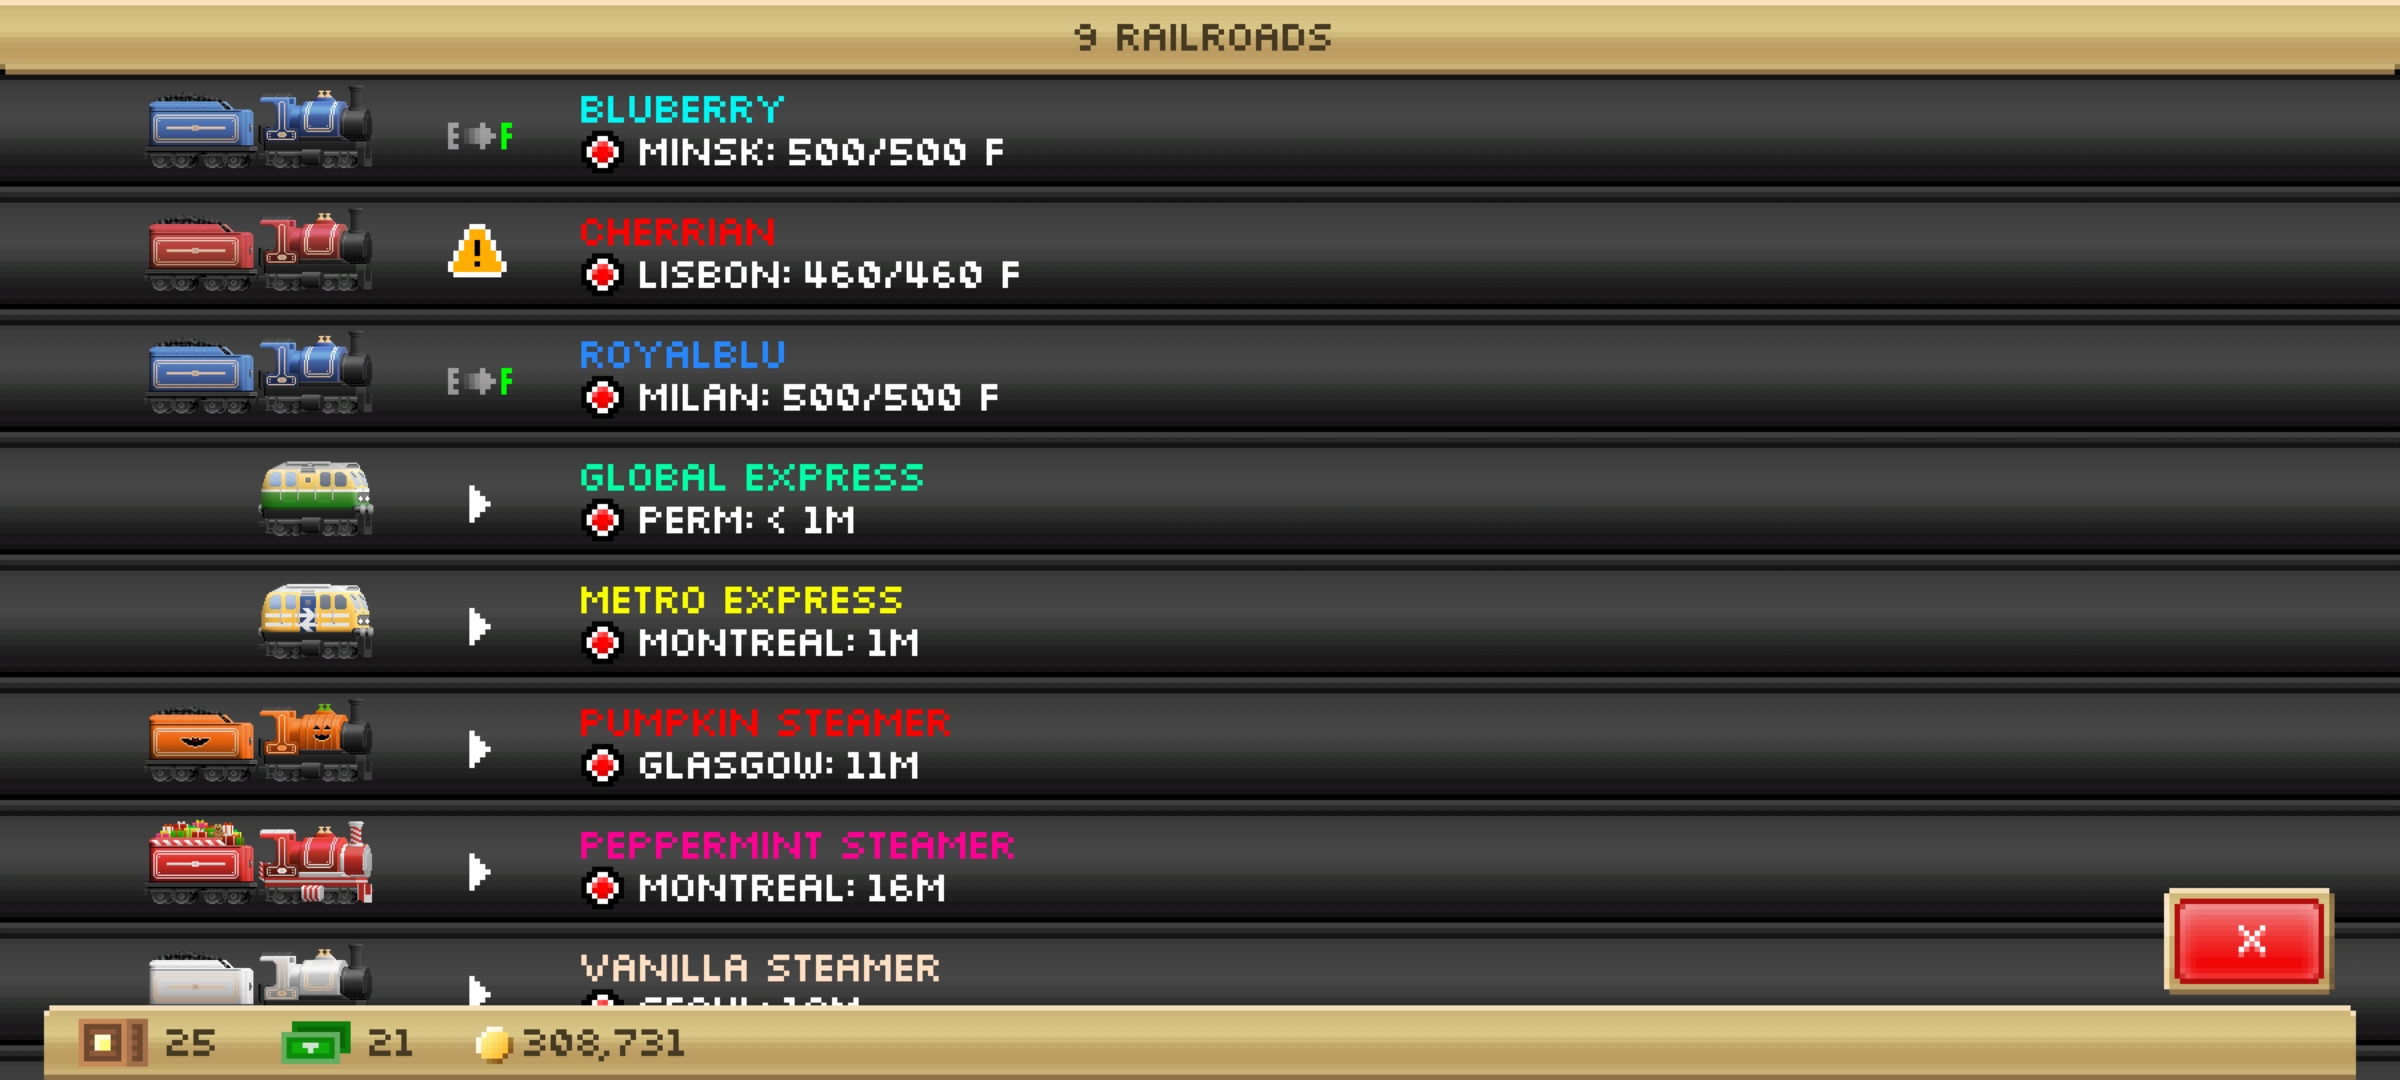 9 RAILROADS
BLUBERRY
E F
MINSK: 500/500 F
CHERRIAN
!
LISBON: 460/460 F
ROYALBLU
E F
MILAN: 500/500 F
GLOBAL EXPRESS
PERM: < 1M
METRO EXPRESS
MONTREAL: 1M
PUMPKIN STEAMER
GLASGOW: 11M
PEPPERMINT STEAMER
MONTREAL: 16M
VANILLA STEAMER
X
25 21 308,731